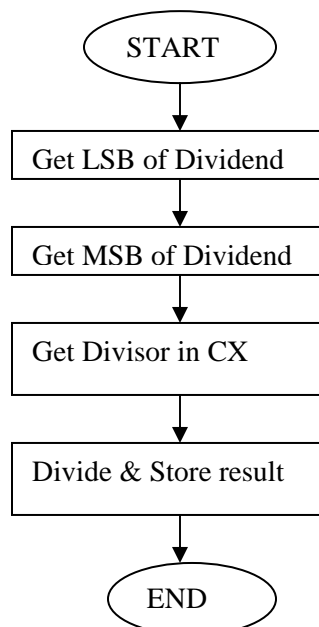 START
Get LSB of Dividend
Get MSB of Dividend
Get Divisor in CX
Divide & Store result
END